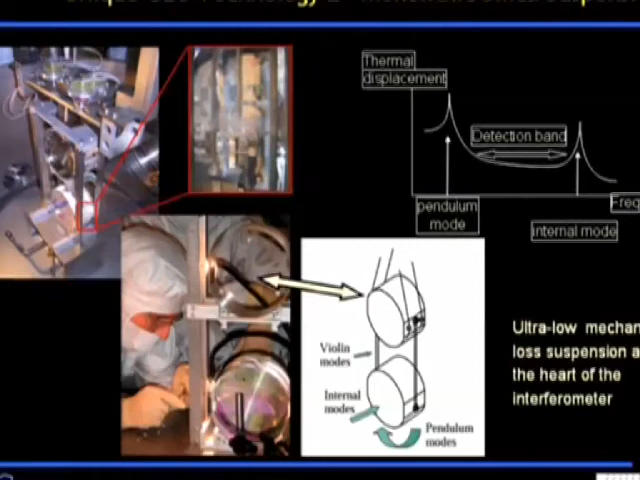 Thermal
displacement
Detection band
pendulum
mode
internal mode
Violin
modes
Internal
modes
Pendulum
modes
Ultra-low mechan
loss suspension a
the heart of the
interferometer
Freq